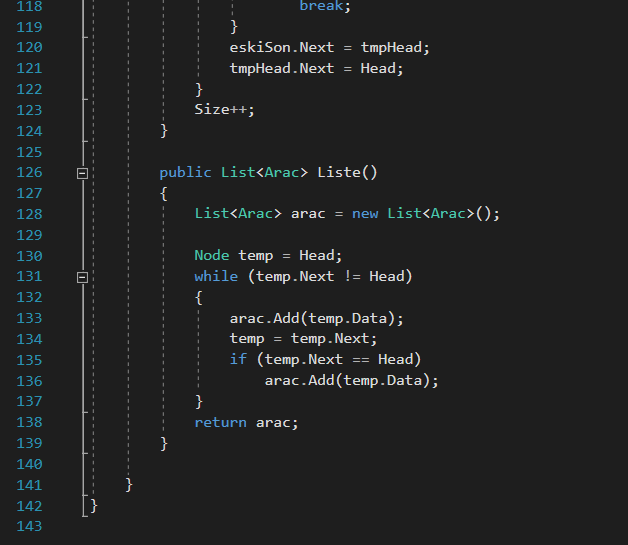 118 break;
119 }
120 eskiSon.Next = tmpHead;
121 tmpHead.Next = Head;
122 }
123 Size++;
124 }
125
126 public List<Arac> Liste()
127 {
128 List<Arac> arac = new List<Arac>();
129
130 Node temp = Head;
131 while (temp.Next != Head)
132 {
133 arac.Add(temp.Data);
134 temp = temp.Next;
135 if (temp.Next == Head)
136 arac.Add(temp.Data);
137 }
138 return arac;
139 }
140
141 }
142 }
143